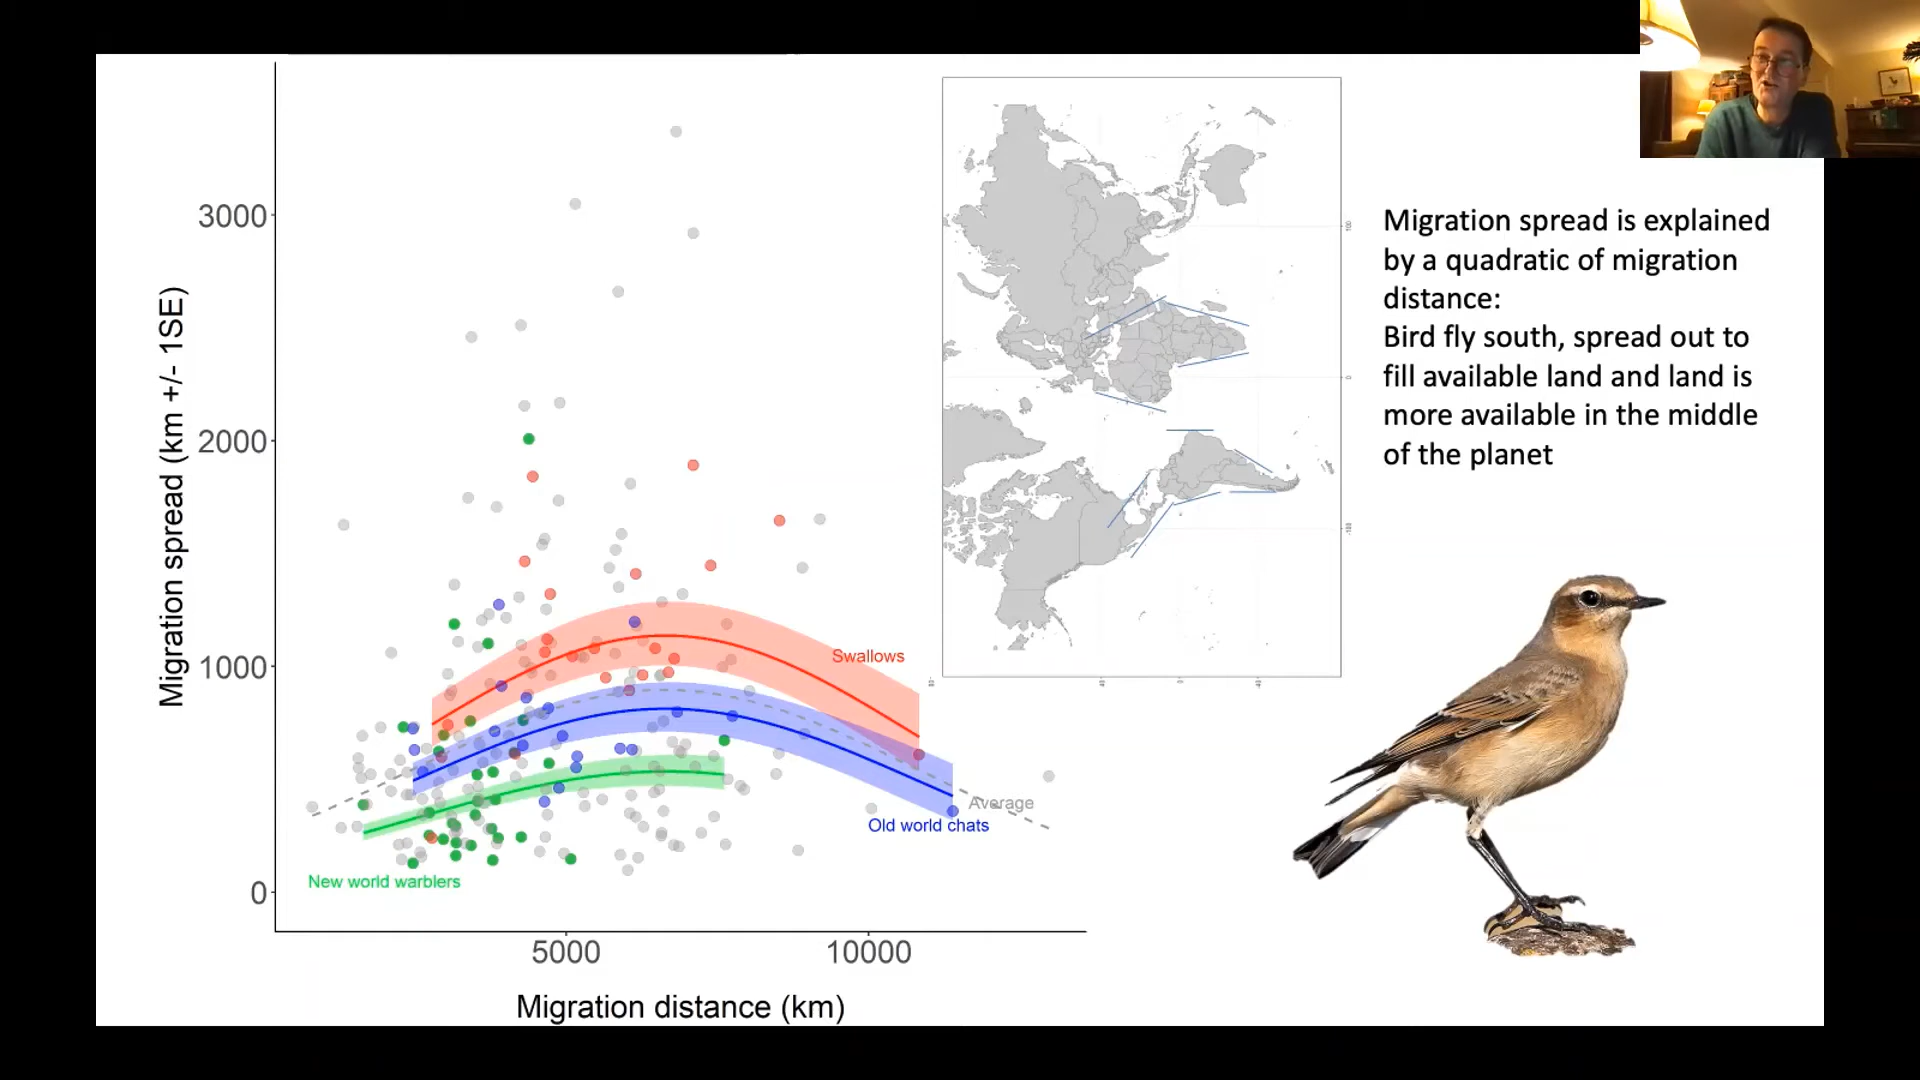 3000
2000
1000
0
5000
10000
Migration spread (km +/- 1SE)
Migration distance (km)
Swallows
Average
Old world chats
New world warblers
Migration spread is explained
by a quadratic of migration
distance:
Bird fly south, spread out to
fill available land and land is
more available in the middle
of the planet